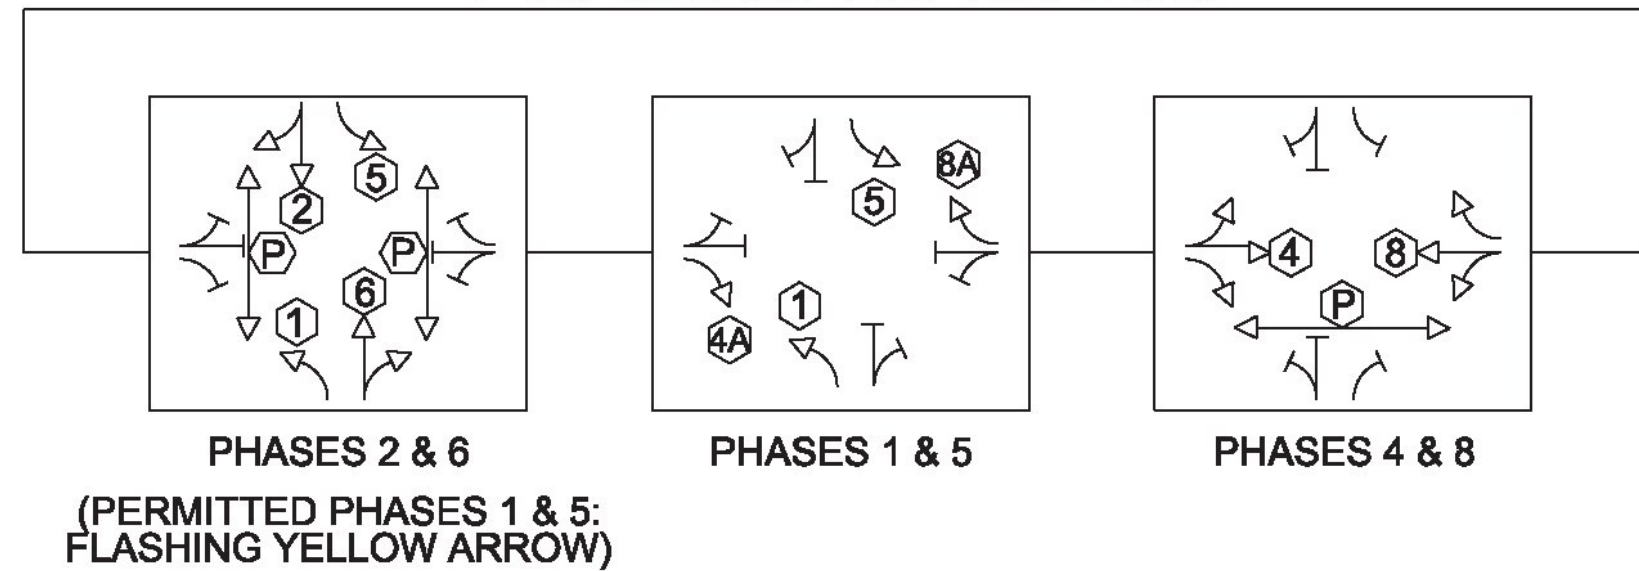 2
5
P
P
6
1
PHASES 2 & 6
(PERMITTED PHASES 1 & 5:
FLASHING YELLOW ARROW)
5
8A
4A
1
PHASES 1 & 5
4
8
P
PHASES 4 & 8